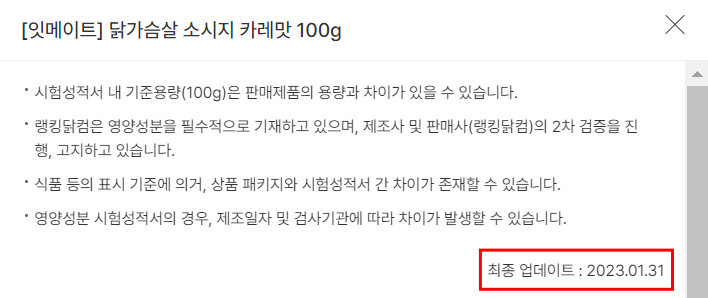 [잇메이트] 닭가슴살 소시지 카레맛 100g
• 시험성적서 내 기준용량(100g)은 판매제품의 용량과 차이가 있을 수 있습니다.
• 랭킹닭컴은 영양성분을 필수적으로 기재하고 있으며, 제조사 및 판매사(랭킹닭컴)의 2차 검증을 진
행, 고지하고 있습니다.
• 식품 등의 표시 기준에 의거, 상품 패키지와 시험성적서 간 차이가 존재할 수 있습니다.
• 영양성분 시험성적서의 경우, 제조일자 및 검사기관에 따라 차이가 발생할 수 있습니다.
최종 업데이트 : 2023.01.31